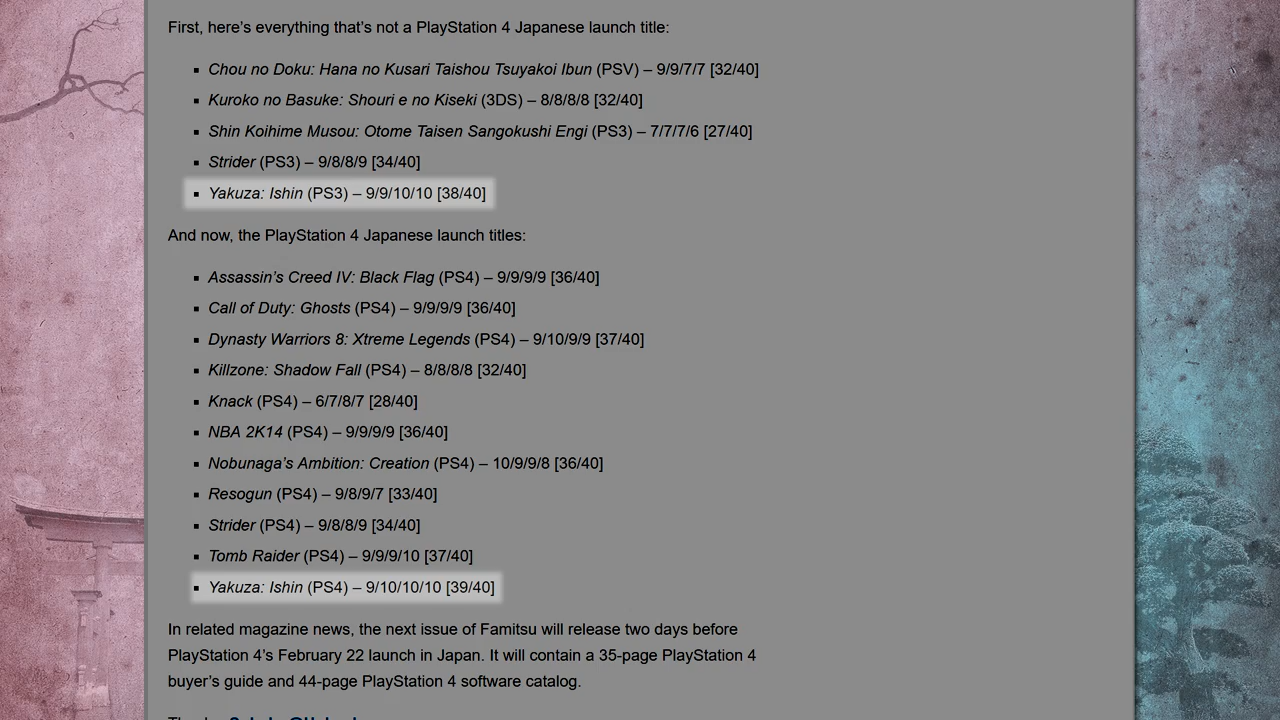 First, here’s everything that’s not a PlayStation 4 Japanese launch title:
▪ Chou no Doku: Hana no Kusari Taishou Tsuyakoi Ibun (PSV) – 9/9/7/7 [32/40]
▪ Kuroko no Basuke: Shouri e no Kiseki (3DS) – 8/8/8/8 [32/40]
▪ Shin Koihime Musou: Otome Taisen Sangokushi Engi (PS3) – 7/7/7/6 [27/40]
▪ Strider (PS3) – 9/8/8/9 [34/40]
▪ Yakuza: Ishin (PS3) – 9/9/10/10 [38/40]
And now, the PlayStation 4 Japanese launch titles:
▪ Assassin’s Creed IV: Black Flag (PS4) – 9/9/9/9 [36/40]
▪ Call of Duty: Ghosts (PS4) – 9/9/9/9 [36/40]
▪ Dynasty Warriors 8: Xtreme Legends (PS4) – 9/10/9/9 [37/40]
▪ Killzone: Shadow Fall (PS4) – 8/8/8/8 [32/40]
▪ Knack (PS4) – 6/7/8/7 [28/40]
▪ NBA 2K14 (PS4) – 9/9/9/9 [36/40]
▪ Nobunaga’s Ambition: Creation (PS4) – 10/9/9/8 [36/40]
▪ Resogun (PS4) – 9/8/9/7 [33/40]
▪ Strider (PS4) – 9/8/8/9 [34/40]
▪ Tomb Raider (PS4) – 9/9/9/10 [37/40]
▪ Yakuza: Ishin (PS4) – 9/10/10/10 [39/40]
In related magazine news, the next issue of Famitsu will release two days before
PlayStation 4’s February 22 launch in Japan. It will contain a 35-page PlayStation 4
buyer’s guide and 44-page PlayStation 4 software catalog.